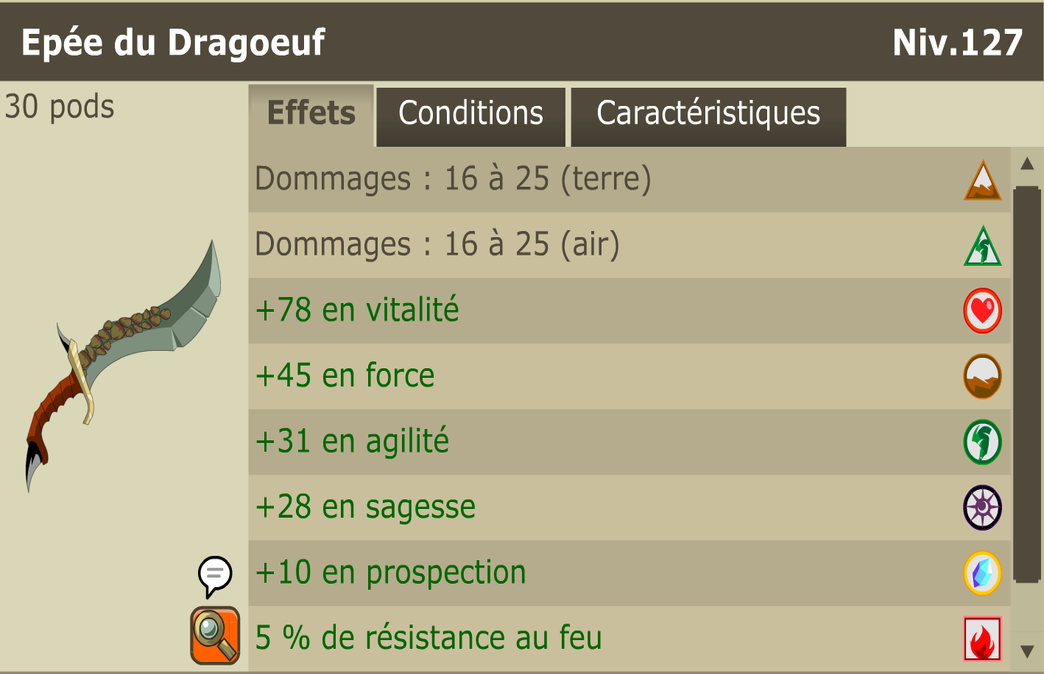 Epée du Dragoeuf
Niv.127
30 pods
Effets
Conditions
Caractéristiques
Dommages : 16 à 25 (terre)
Dommages : 16 à 25 (air)
+78 en vitalité
+45 en force
+31 en agilité
+28 en sagesse
+10 en prospection
5 % de résistance au feu